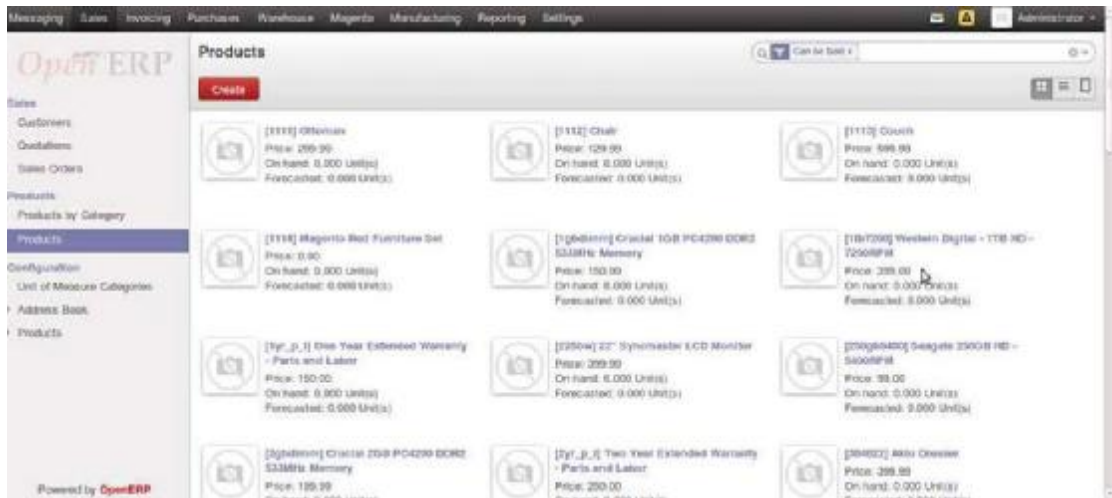 Messaging Sales Invoicing Purchases Warehouse Magento Manufacturing Reporting Settings
Administrator
OpenERP
Products
Can be Sold x
Create
Sales
Customers
Quotations
Sales Orders
Products
Products by Category
Products
Configuration
Unit of Measure Categories
Address Book
Products
Powered by OpenERP
[1111] Ottoman
Price: 299.99
On hand: 0.000 Unit(s)
Forecasted: 0.000 Unit(s)
[1112] Chair
Price: 129.99
On hand: 0.000 Unit(s)
Forecasted: 0.000 Unit(s)
[1113] Couch
Price: 599.99
On hand: 0.000 Unit(s)
Forecasted: 0.000 Unit(s)
Magento Red Furniture Set
Price: 0.00
On hand: 0.000 Unit(s)
Forecasted: 0.000 Unit(s)
[1gbdimm] Crucial 1GB PC4200 DDR2
533MHz Memory
Price: 150.00
On hand: 0.000 Unit(s)
Forecasted: 0.000 Unit(s)
[1tb7200] Western Digital - 1TB HD -
7200RPM
Price: 399.00
On hand: 0.000 Unit(s)
Forecasted: 0.000 Unit(s)
[1yr_p_l] One Year Extended Warranty
- Parts and Labor
Price: 150.00
On hand: 0.000 Unit(s)
Forecasted: 0.000 Unit(s)
22" Syncmaster LCD Monitor
Price: 399.99
On hand: 0.000 Unit(s)
Forecasted: 0.000 Unit(s)
[250gb5400] Seagate 250GB HD -
5400RPM
Price: 99.00
On hand: 0.000 Unit(s)
Forecasted: 0.000 Unit(s)
[2gbdimm] Crucial 2GB PC4200 DDR2
533MHz Memory
Price: 199.99
[2yr_p_l] Two Year Extended Warranty
- Parts and Labor
Price: 250.00
Akio Dresser
Price: 399.99
On hand: 0.000 Unit(s)